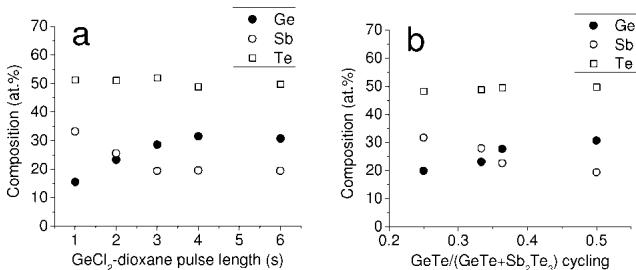 a
Ge
Sb
Te
Composition (at.%)
70
60
50
40
30
20
10
0
1 2 3 4 5 6
GeCl2-dioxane pulse length (s)
b
Ge
Sb
Te
Composition (at.%)
70
60
50
40
30
20
10
0
0.2 0.3 0.4 0.5
GeTe/(GeTe+Sb2Te3) cycling